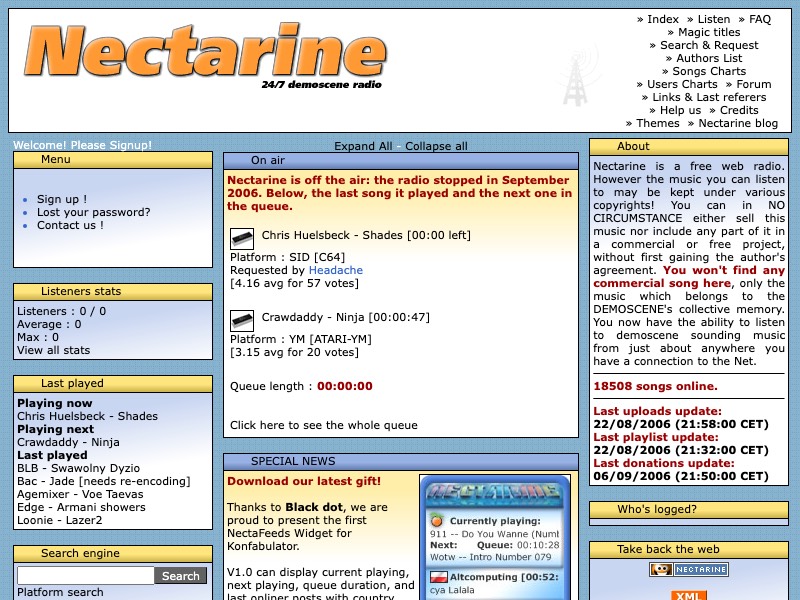 Nectarine
24/7 demoscene radio
» Index » Listen » FAQ
» Magic titles
» Search & Request
» Authors List
» Songs Charts
» Users Charts » Forum
» Links & Last referers
» Help us » Credits
» Themes » Nectarine blog
Welcome! Please Signup!
Menu
Sign up !
Lost your password?
Contact us !
Listeners stats
Listeners : 0 / 0
Average : 0
Max : 0
View all stats
Last played
Playing now
Chris Huelsbeck - Shades
Playing next
Crawdaddy - Ninja
Last played
BLB - Swawolny Dyzio
Bac - Jade [needs re-encoding]
Agemixer - Voe Taevas
Edge - Armani showers
Loonie - Lazer2
Search engine
Search
Platform search
Expand All - Collapse all
On air
Nectarine is off the air: the radio stopped in September
2006. Below, the last song it played and the next one in
the queue.
Chris Huelsbeck - Shades [00:00 left]
Platform : SID [C64]
Requested by Headache
[4.16 avg for 57 votes]
Crawdaddy - Ninja [00:00:47]
Platform : YM [ATARI-YM]
[3.15 avg for 20 votes]
Queue length : 00:00:00
Click here to see the whole queue
SPECIAL NEWS
Download our latest gift!
Thanks to Black dot, we are
proud to present the first
NectaFeeds Widget for
Konfabulator.
V1.0 can display current playing,
next playing, queue duration, and
last onliner posts with country
NECTARINE
Currently playing:
911 -- Do You Wanne (Numl
Next: Queue: 00:10:28
Wotw -- Intro Number 079
Altcomputing [00:52:
cya Lalala
About
Nectarine is a free web radio.
However the music you can listen
to may be kept under various
copyrights! You can in NO
CIRCUMSTANCE either sell this
music nor include any part of it in
a commercial or free project,
without first gaining the author's
agreement. You won't find any
commercial song here, only the
music which belongs to the
DEMOSCENE's collective memory.
You now have the ability to listen
to demoscene sounding music
from just about anywhere you
have a connection to the Net.
18508 songs online.
Last uploads update:
22/08/2006 (21:58:00 CET)
Last playlist update:
22/08/2006 (21:32:00 CET)
Last donations update:
06/09/2006 (21:50:00 CET)
Who's logged?
Take back the web
NECTARINE
XML